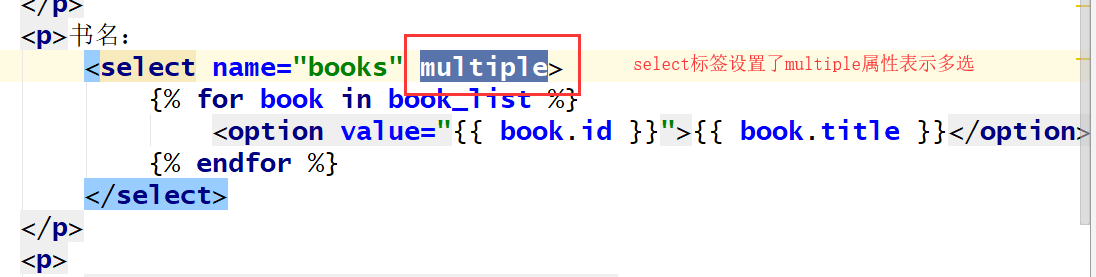 </p>
<p>书名:
<select name="books" multiple> select标签设置了multiple属性表示多选
{% for book in book_list %}
<option value="{{ book.id }}">{{ book.title }}</option>
{% endfor %}
</select>
</p>
<p>